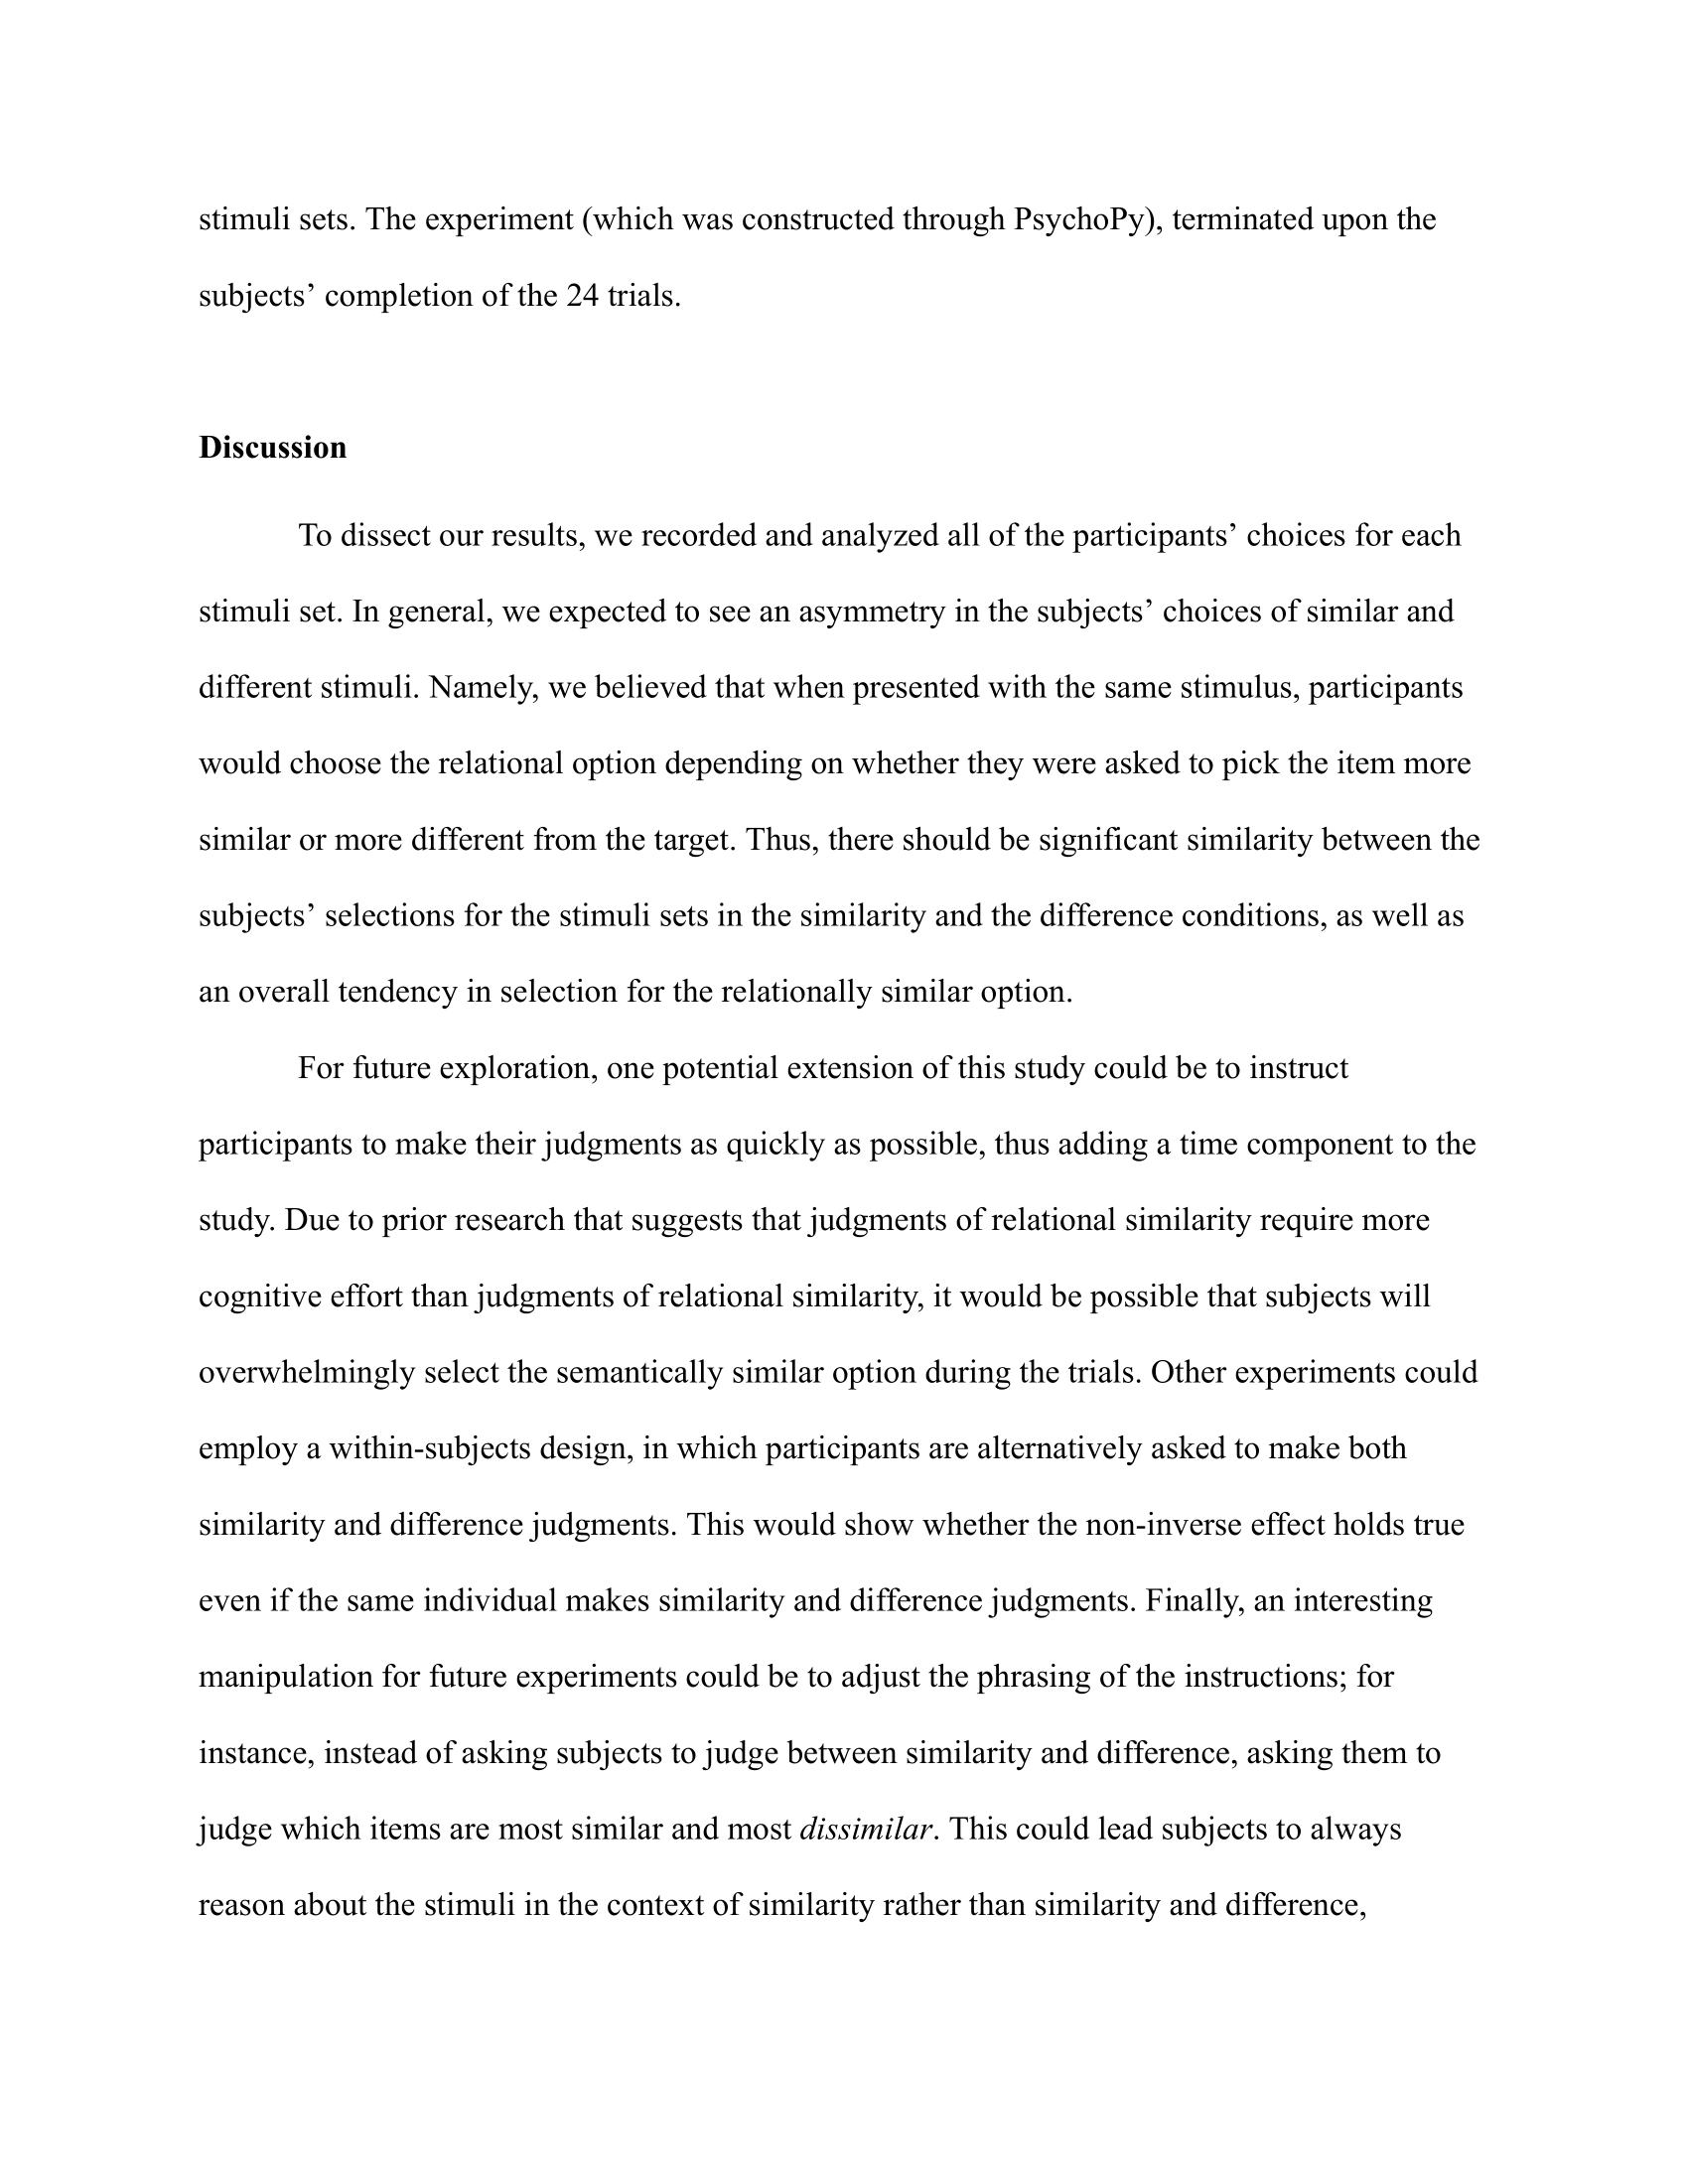 stimuli sets. The experiment (which was constructed through PsychoPy), terminated upon the
subjects’ completion of the 24 trials.
Discussion
To dissect our results, we recorded and analyzed all of the participants’ choices for each
stimuli set. In general, we expected to see an asymmetry in the subjects’ choices of similar and
different stimuli. Namely, we believed that when presented with the same stimulus, participants
would choose the relational option depending on whether they were asked to pick the item more
similar or more different from the target. Thus, there should be significant similarity between the
subjects’ selections for the stimuli sets in the similarity and the difference conditions, as well as
an overall tendency in selection for the relationally similar option.
For future exploration, one potential extension of this study could be to instruct
participants to make their judgments as quickly as possible, thus adding a time component to the
study. Due to prior research that suggests that judgments of relational similarity require more
cognitive effort than judgments of relational similarity, it would be possible that subjects will
overwhelmingly select the semantically similar option during the trials. Other experiments could
employ a within-subjects design, in which participants are alternatively asked to make both
similarity and difference judgments. This would show whether the non-inverse effect holds true
even if the same individual makes similarity and difference judgments. Finally, an interesting
manipulation for future experiments could be to adjust the phrasing of the instructions; for
instance, instead of asking subjects to judge between similarity and difference, asking them to
judge which items are most similar and most dissimilar. This could lead subjects to always
reason about the stimuli in the context of similarity rather than similarity and difference,